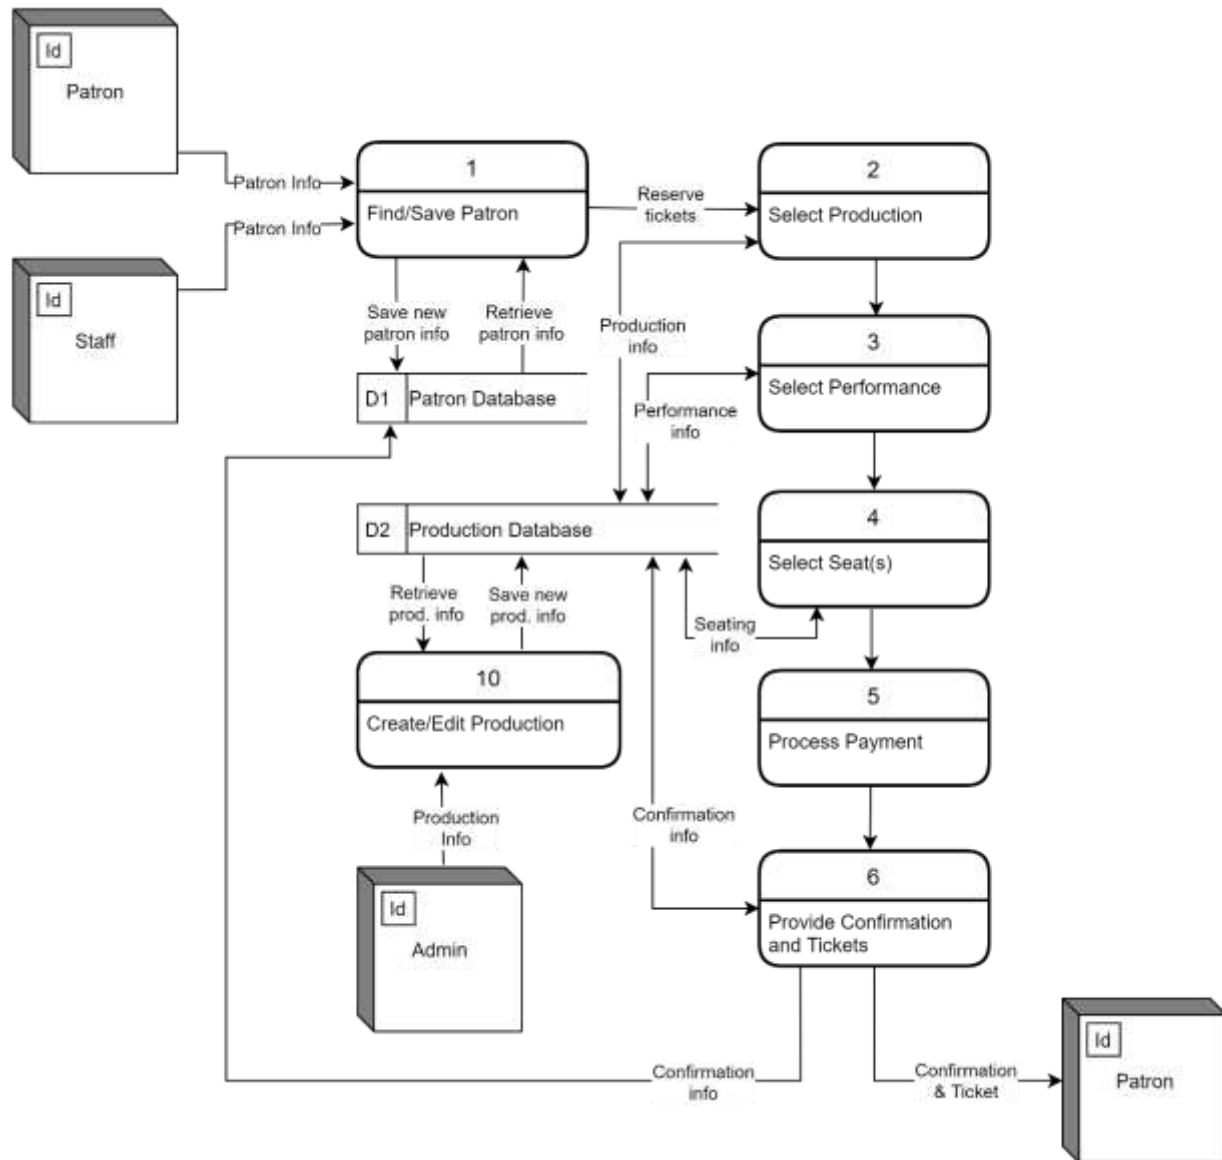 Id
Patron
Patron Info
Patron Info
Id
Staff
1
Find/Save Patron
Reserve
tickets
2
Select Production
Save new
patron info
Retrieve
patron info
Production
info
3
Select Performance
D1
Patron Database
Performance
info
D2
Production Database
4
Select Seat(s)
Retrieve
prod. info
Save new
prod. info
Seating
info
10
Create/Edit Production
5
Process Payment
Production
Info
Confirmation
info
Id
Admin
6
Provide Confirmation
and Tickets
Confirmation
info
Confirmation
& Ticket
Id
Patron